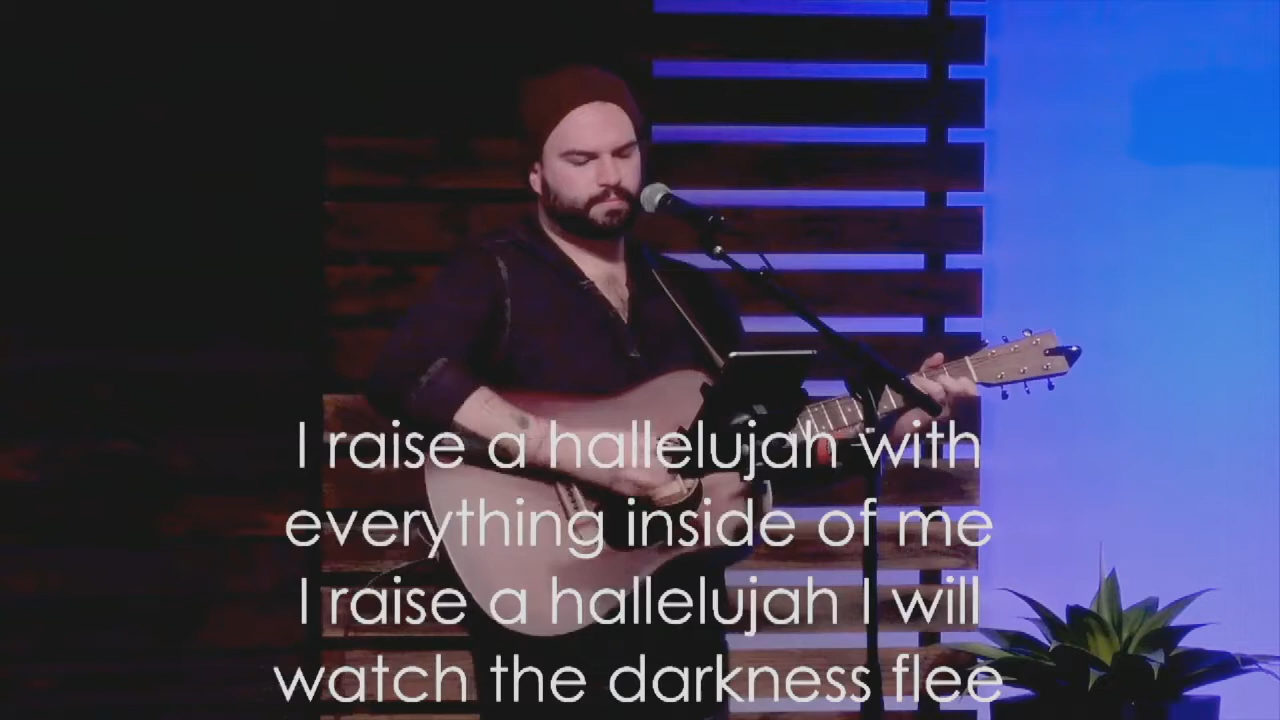 I raise a hallelujah with
everything inside of me
I raise a hallelujah I will
watch the darkness flee